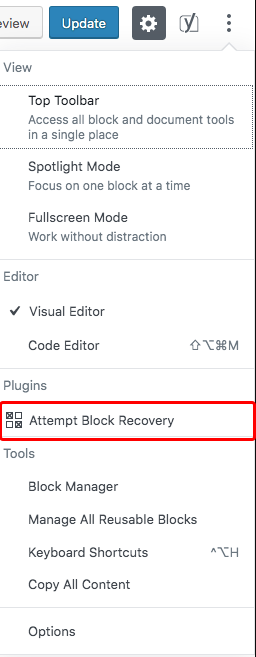 eview Update
View
Top Toolbar
Access all block and document tools
in a single place
Spotlight Mode
Focus on one block at a time
Fullscreen Mode
Work without distraction
Editor
✓ Visual Editor
Code Editor ⇧⌥⌘M
Plugins
Attempt Block Recovery
Tools
Block Manager
Manage All Reusable Blocks
Keyboard Shortcuts ^⌥H
Copy All Content
Options